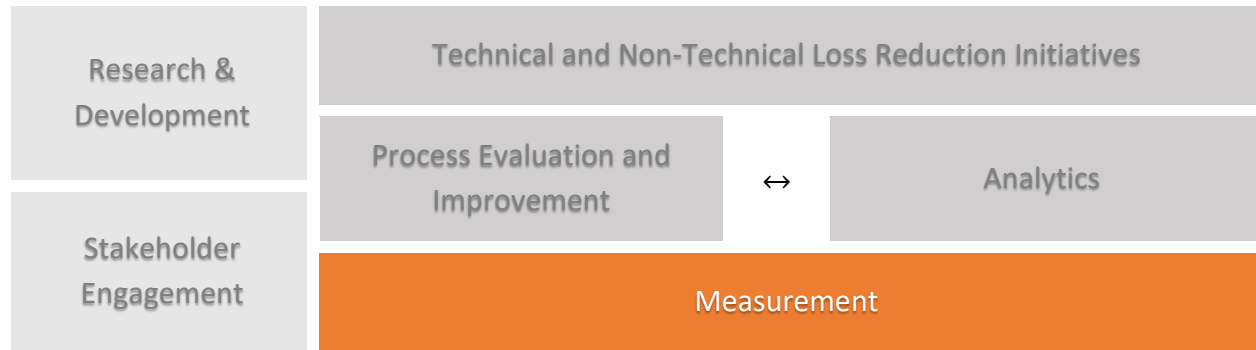 Research &
Development
Stakeholder
Engagement
Technical and Non-Technical Loss Reduction Initiatives
Process Evaluation and
Improvement
↔
Analytics
Measurement